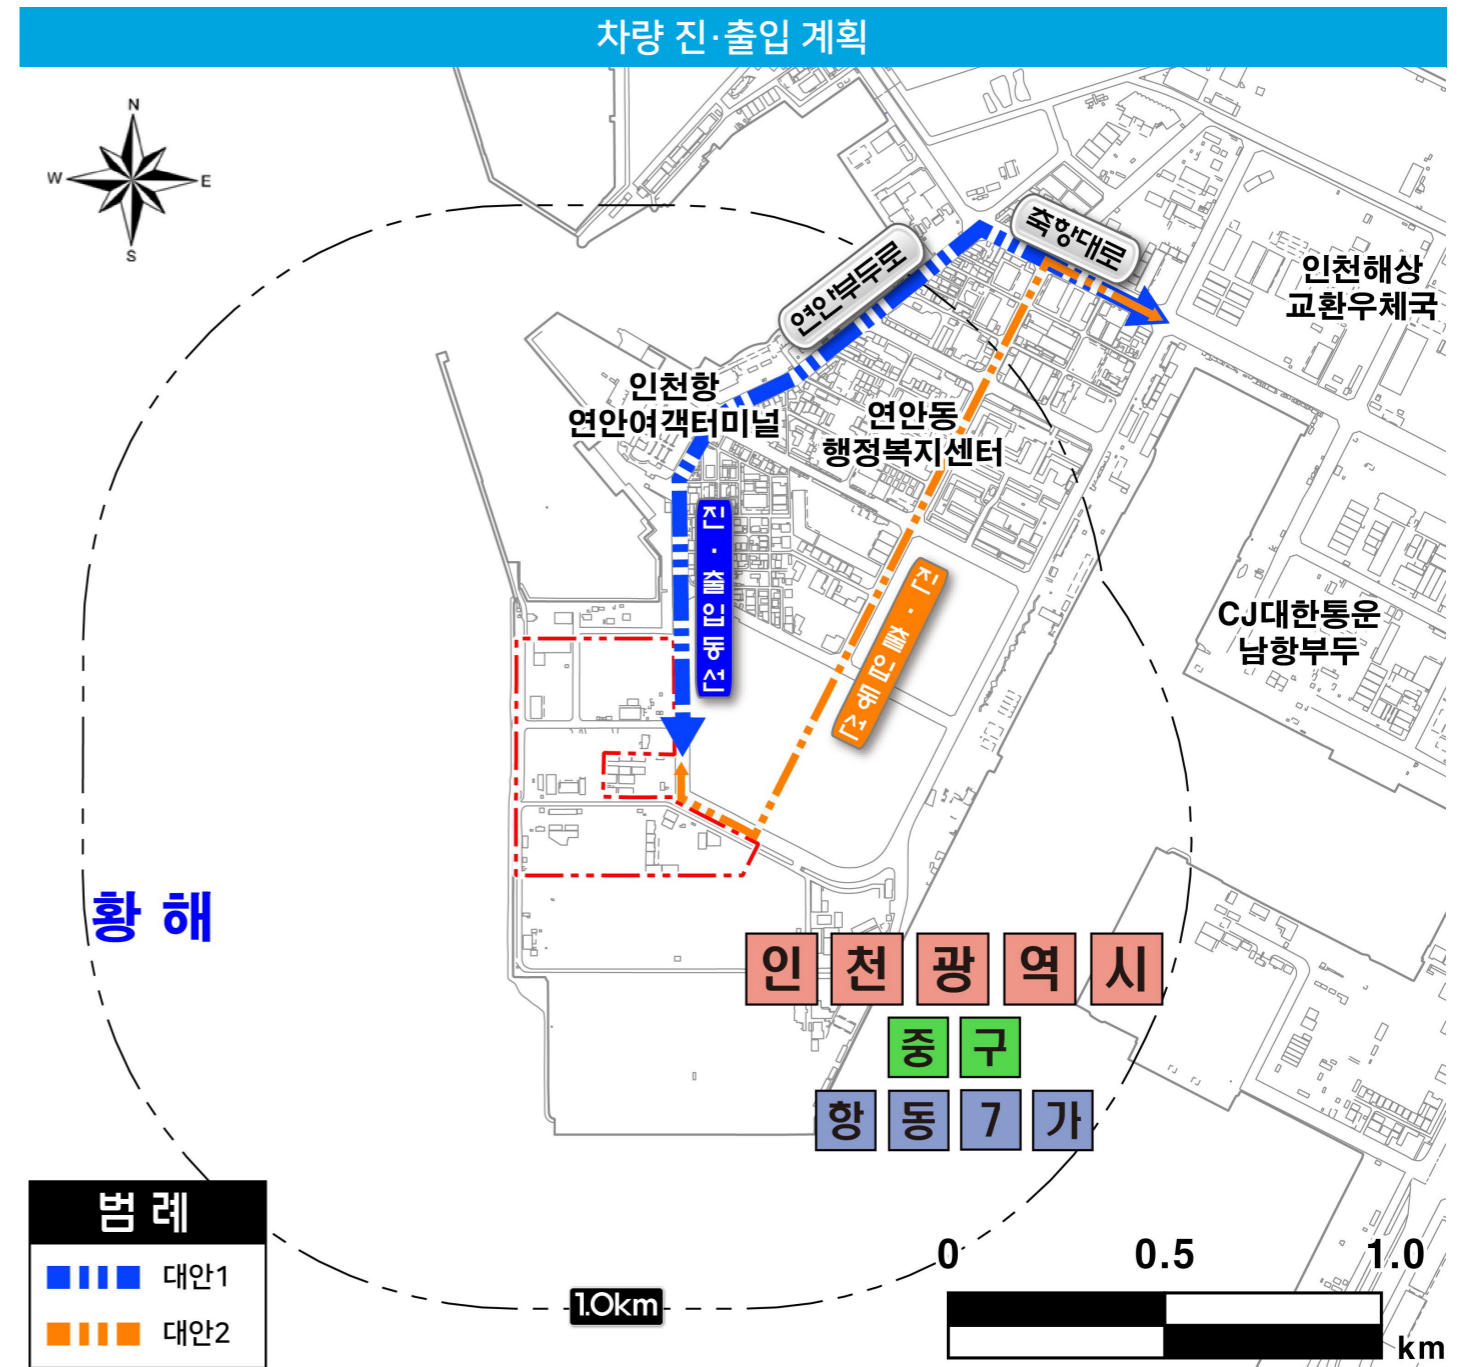 차량 진·출입 계획
N
W
E
S
축항대로
연안부두로
인천해상
교환우체국
인천항
연안여객터미널
연안동
행정복지센터
진·출입동선
진·출입동선
CJ대한통운
남항부두
황해
인천광역시
중구
항동7가
범례
대안1
대안2
1.0km
0 0.5 1.0
km